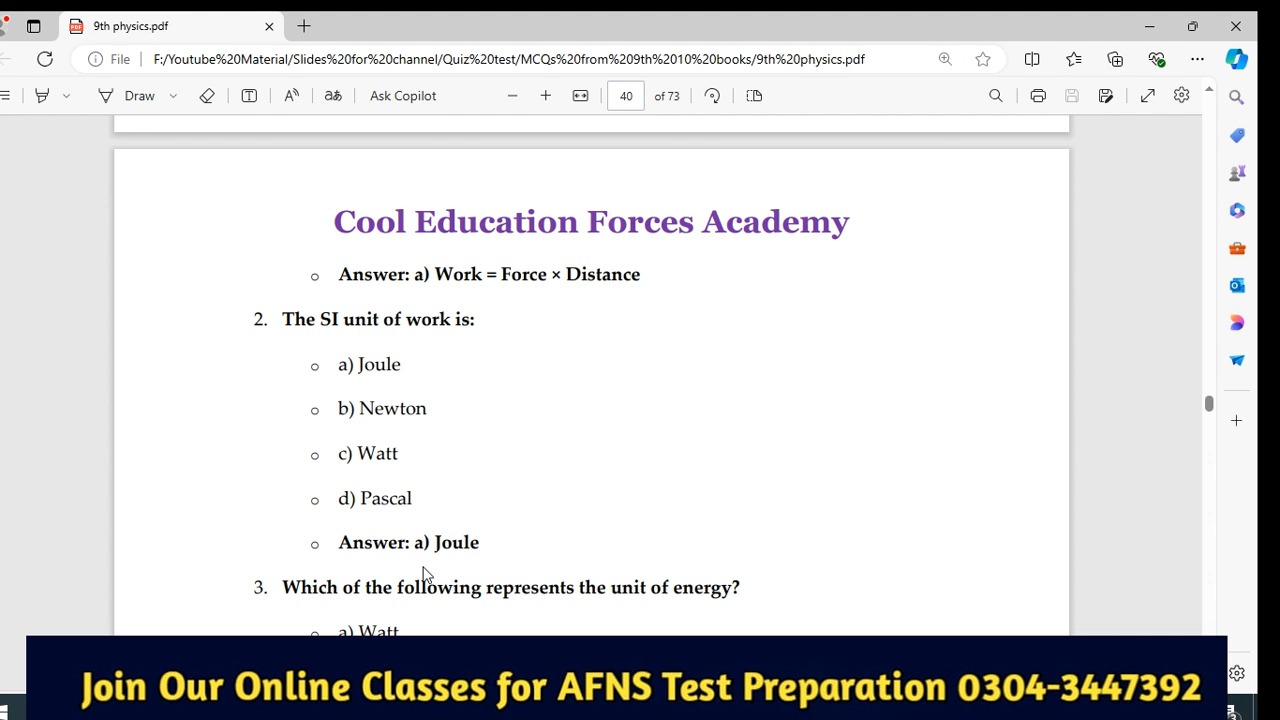 9th physics.pdf
File
F:/Youtube%20Material/Slides%20for%20channel/Quiz%20test/MCQs%20from%209th%2010%20books/9th%20physics.pdf
Draw
Ask Copilot
40 of 73
Cool Education Forces Academy
Answer: a) Work = Force × Distance
2. The SI unit of work is:
a) Joule
b) Newton
c) Watt
d) Pascal
Answer: a) Joule
3. Which of the following represents the unit of energy?
a) Watt
Join Our Online Classes for AFNS Test Preparation 0304-3447392